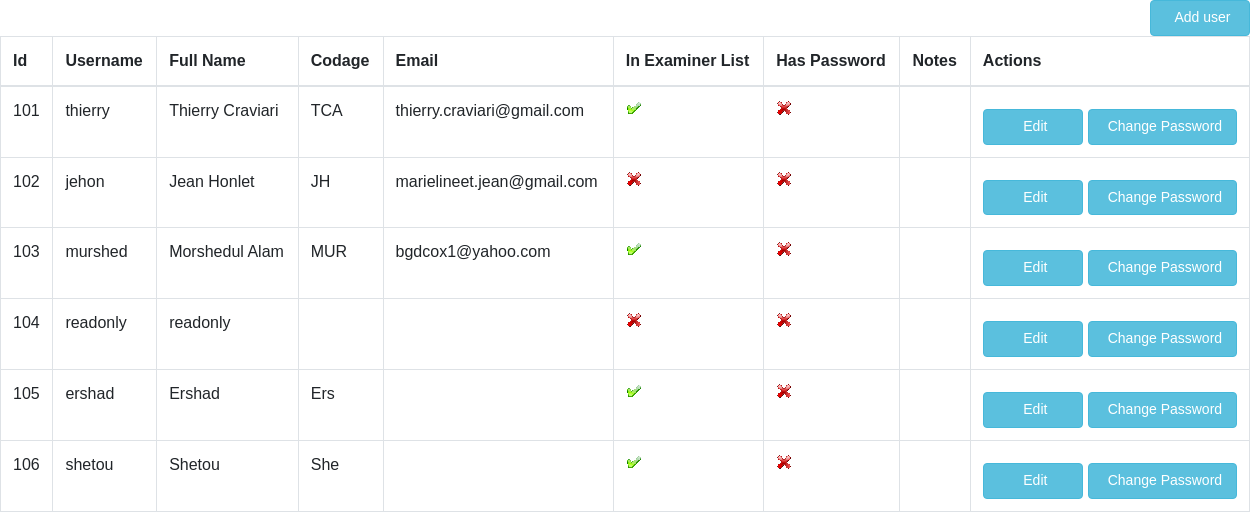 Add user
Id Username Full Name Codage Email In Examiner List Has Password Notes Actions
101 thierry Thierry Craviari TCA thierry.craviari@gmail.com Edit Change Password
102 jehon Jean Honlet JH marielineet.jean@gmail.com Edit Change Password
103 murshed Morshedul Alam MUR bgdcox1@yahoo.com Edit Change Password
104 readonly readonly Edit Change Password
105 ershad Ershad Ers Edit Change Password
106 shetou Shetou She Edit Change Password